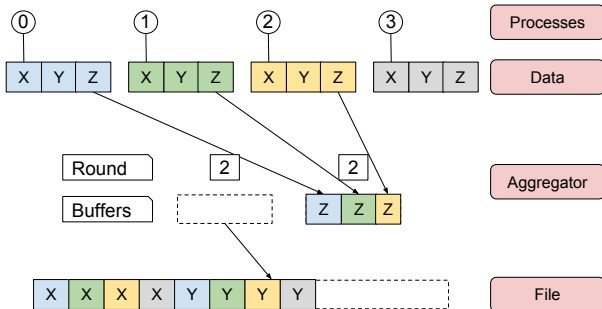 0 1 2 3 Processes
X Y Z X Y Z X Y Z X Y Z Data
Round 2 2
Aggregator
Buffers Z Z Z
X X X X Y Y Y Y File